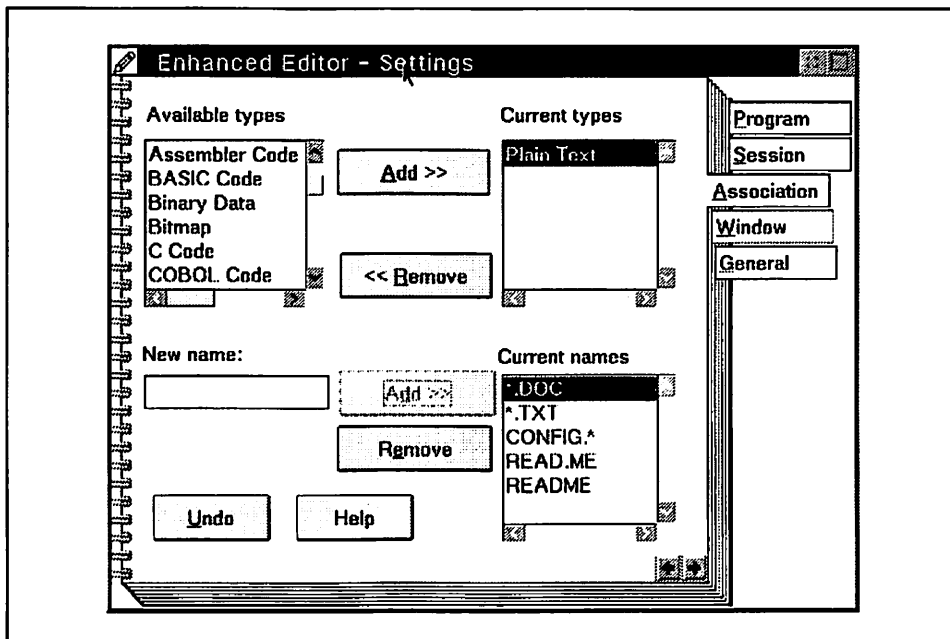 Enhanced Editor - Settings
Available types
Assembler Code
BASIC Code
Binary Data
Bitmap
C Code
COBOL Code
Add >>
<< Remove
Current types
Plain Text
New name:
Add >>
Remove
Current names
*.DOC
*.TXT
CONFIG.*
READ.ME
README
Undo
Help
Program
Session
Association
Window
General